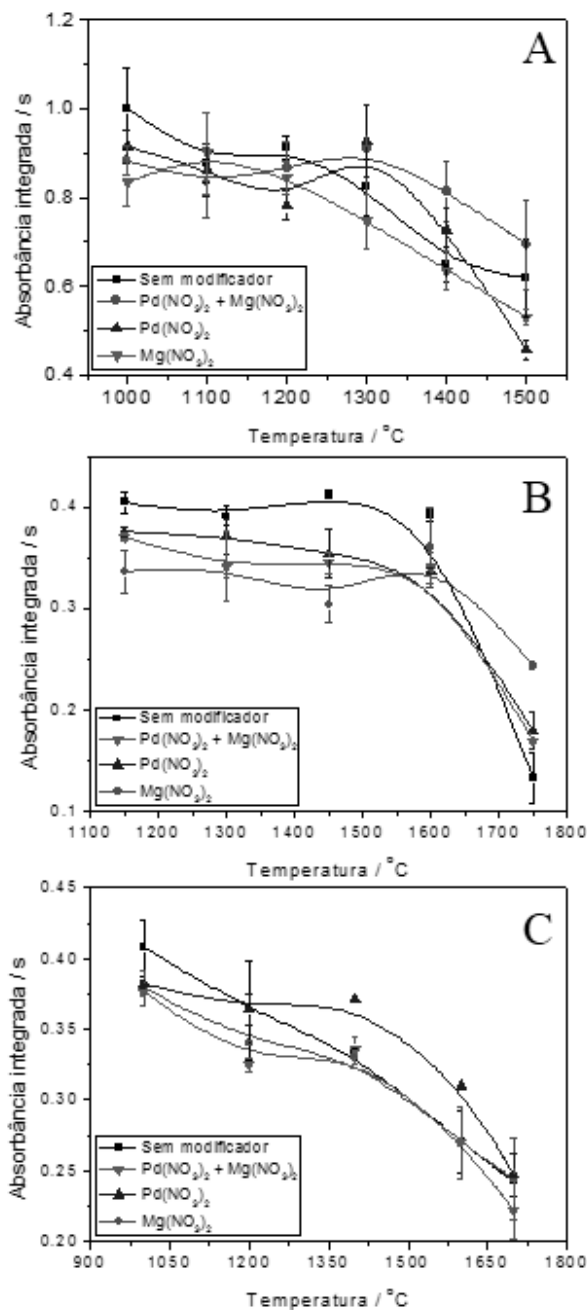 A
1.2
1.0
0.8
0.6
0.4
Absorbância integrada / s
Sem modificador
Pd(NO₃)₂ + Mg(NO₃)₂
Pd(NO₃)₂
Mg(NO₃)₂
1000 1100 1200 1300 1400 1500
Temperatura / °C
B
0.4
0.3
0.2
0.1
Absorbância integrada / s
Sem modificador
Pd(NO₃)₂ + Mg(NO₃)₂
Pd(NO₃)₂
Mg(NO₃)₂
1100 1200 1300 1400 1500 1600 1700 1800
Temperatura / °C
C
0.45
0.40
0.35
0.30
0.25
0.20
Absorbância integrada / s
Sem modificador
Pd(NO₃)₂ + Mg(NO₃)₂
Pd(NO₃)₂
Mg(NO₃)₂
900 1050 1200 1350 1500 1650 1800
Temperatura / °C